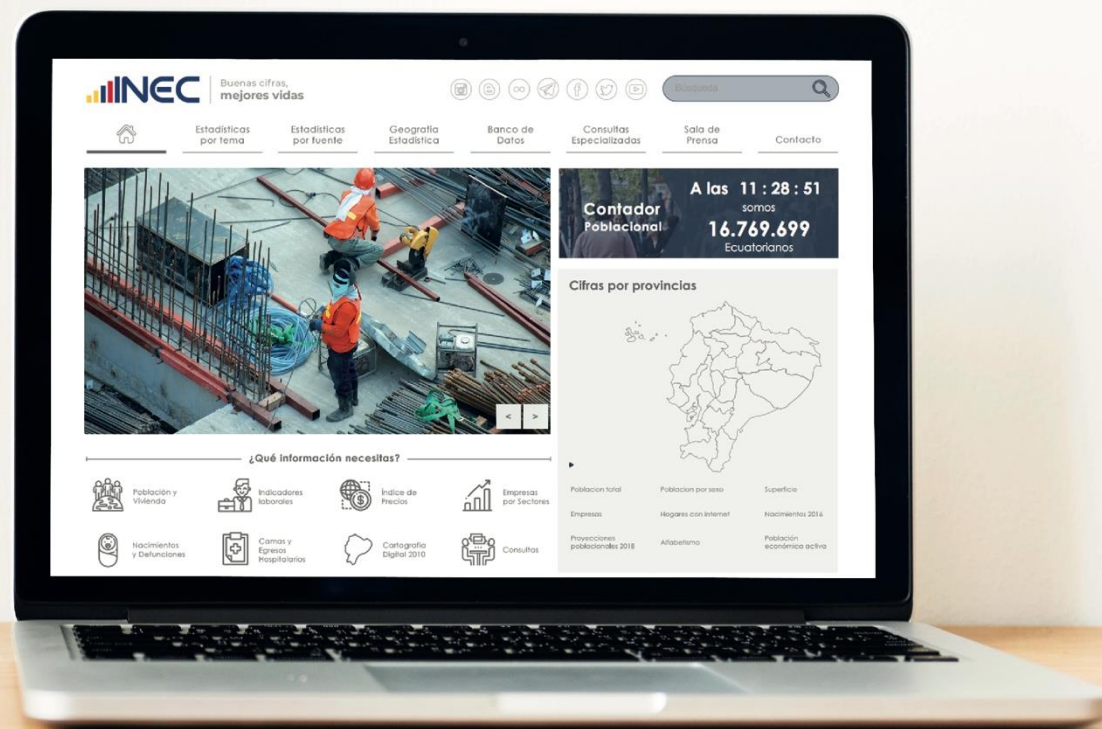 INEC
Buenas cifras,
mejores vidas
Búsqueda
Estadísticas
por tema
Estadísticas
por fuente
Geografía
Estadística
Banco de
Datos
Consultas
Especializadas
Sala de
Prensa
Contacto
Contador
Poblacional
A las 11 : 28 : 51
somos
16.769.699
Ecuatorianos
Cifras por provincias
< >
¿Qué información necesitas?
Población y
Vivienda
Indicadores
laborales
Índice de
Precios
Empresas
por Sectores
Nacimientos
y Defunciones
Camas y
Egresos
Hospitalarios
Cartografía
Digital 2010
Consultas
Poblacion total
Poblacion por sexo
Superficie
Empresas
Hogares con Internet
Nacimientos 2016
Proyecciones
poblacionales 2018
Alfabetismo
Población
económica activa